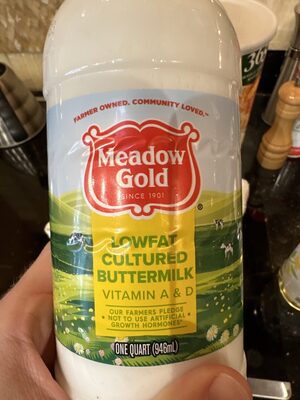 FARMER OWNED. COMMUNITY LOVED.™
Meadow
Gold
SINCE 1901
®
LOWFAT
CULTURED
BUTTERMILK
VITAMIN A & D
OUR FARMERS PLEDGE
NOT TO USE ARTIFICIAL
GROWTH HORMONES*
ONE QUART (946mL)